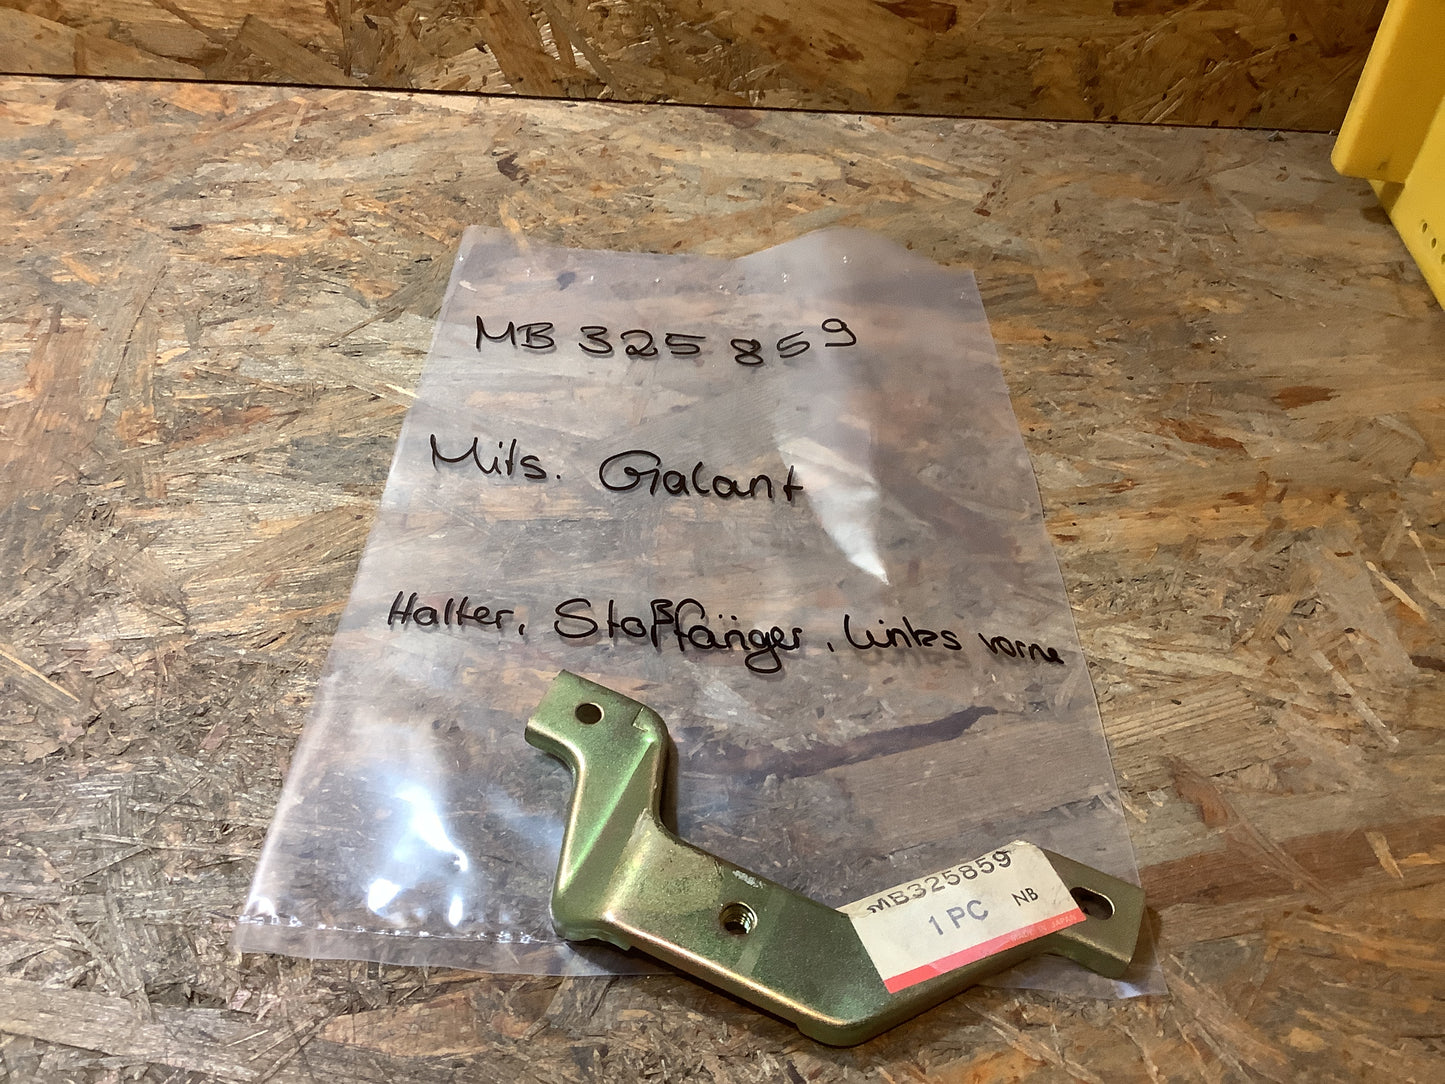 MB 325 859
Mits. Galant
Halter, Stoßfänger, links vorne
MB325859
1 PC NB
MADE IN JAPAN